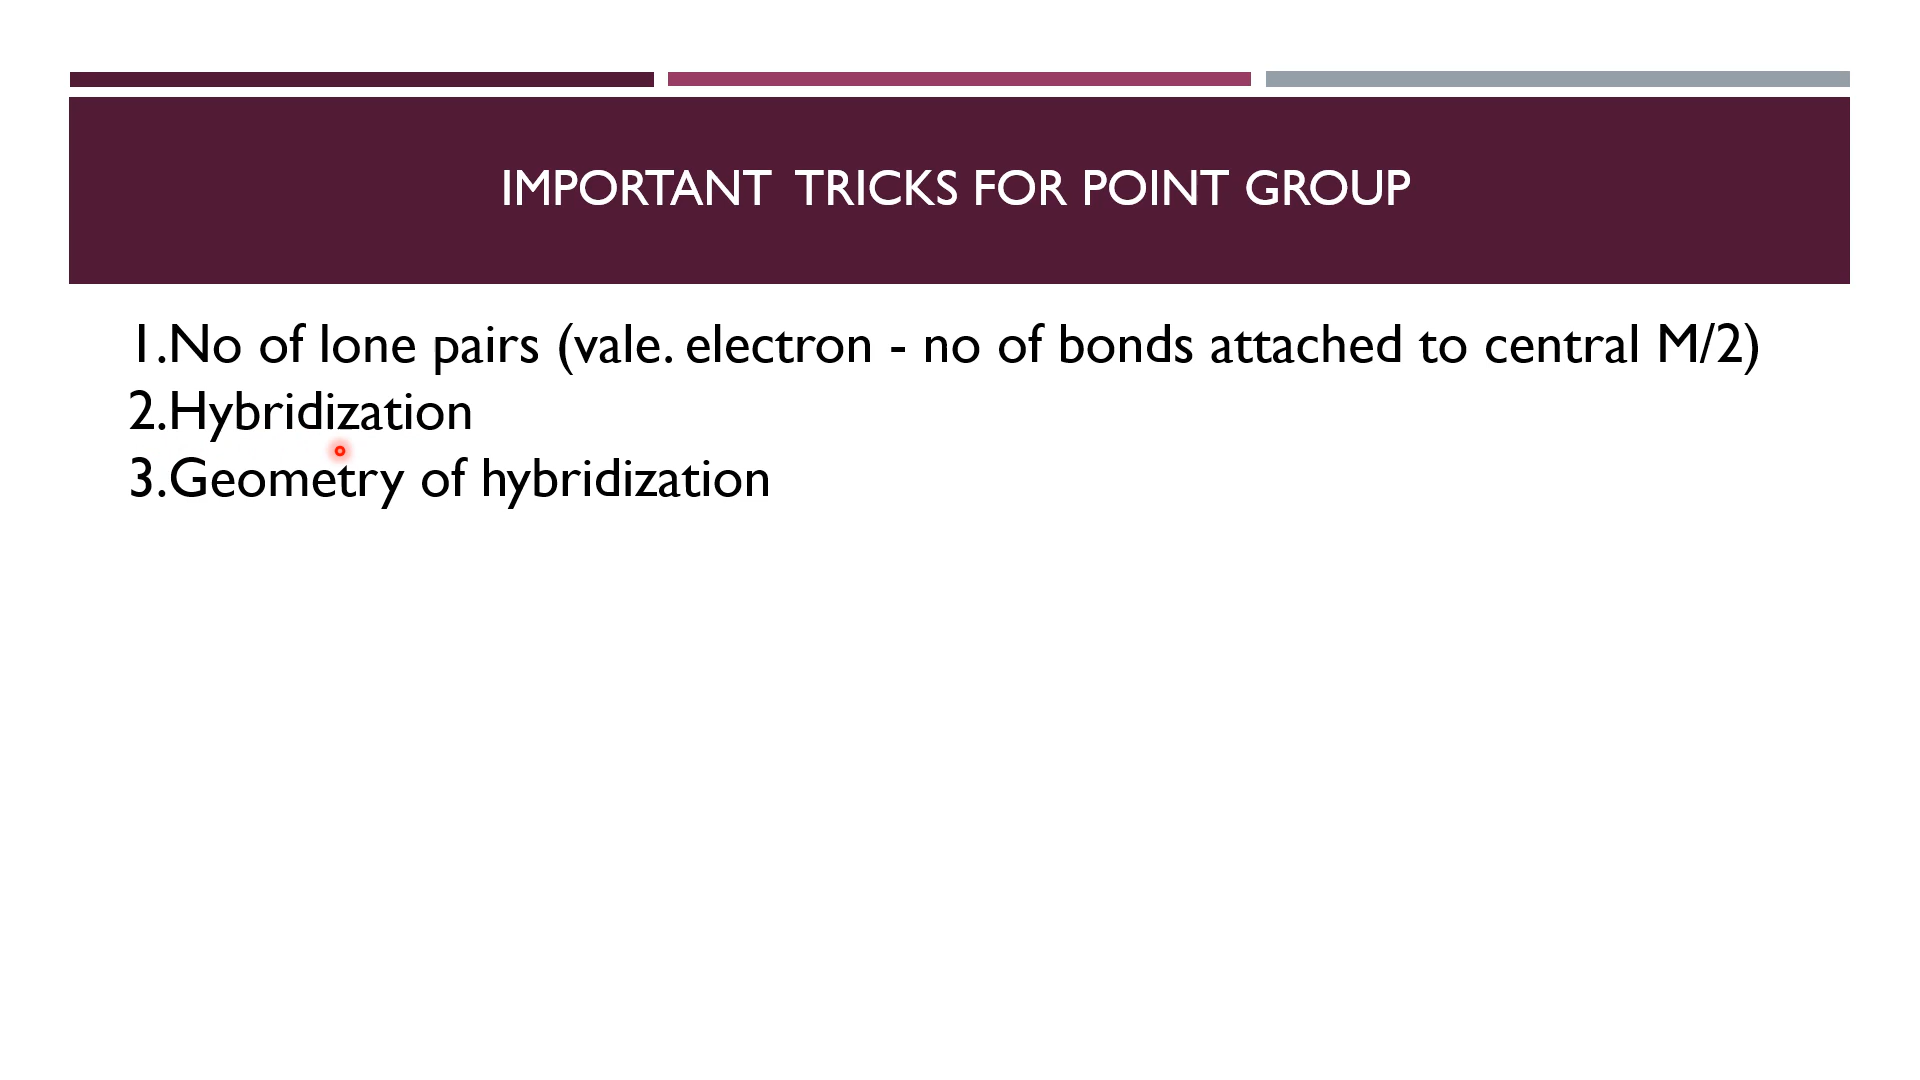 IMPORTANT TRICKS FOR POINT GROUP
1.No of lone pairs (vale. electron - no of bonds attached to central M/2)
2.Hybridization
3.Geometry of hybridization